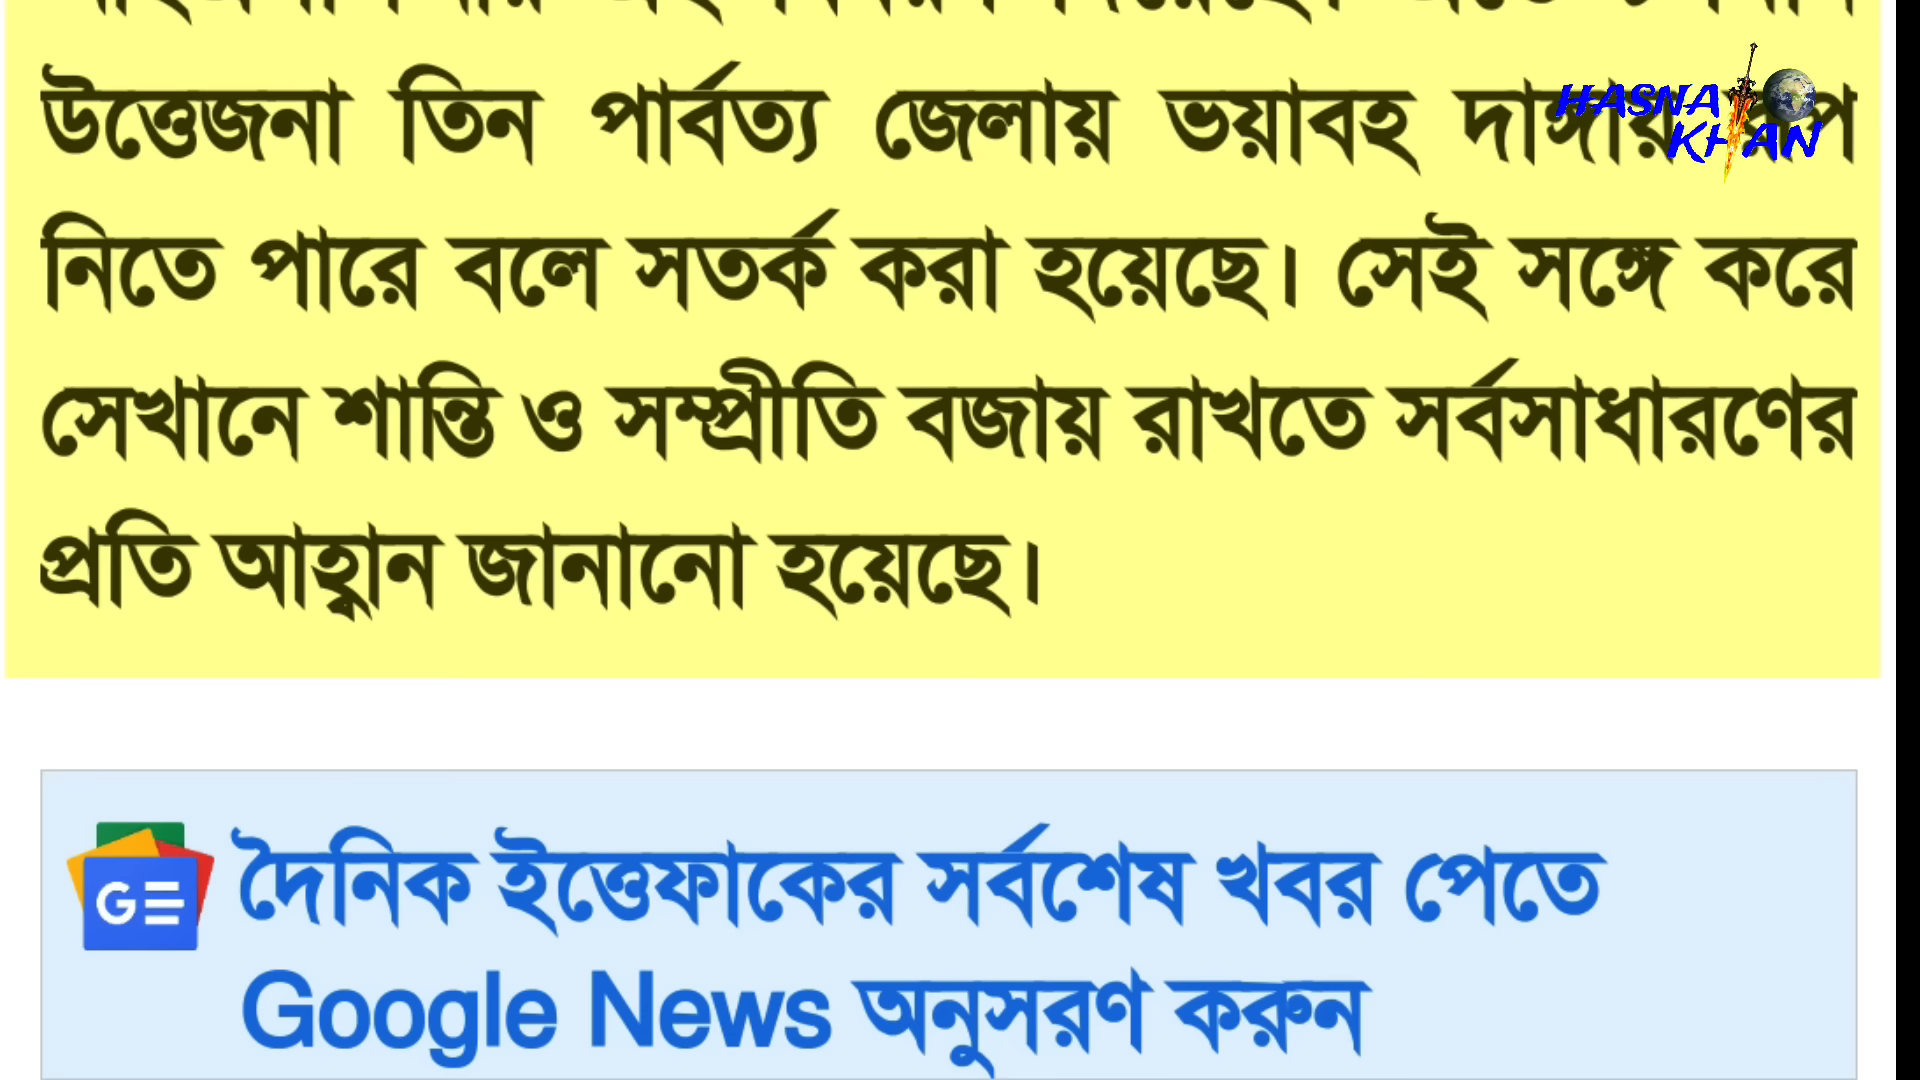 উত্তেজনা তিন পার্বত্য জেলায় ভয়াবহ দাঙ্গায় রূপ
নিতে পারে বলে সতর্ক করা হয়েছে। সেই সঙ্গে করে
সেখানে শান্তি ও সম্প্রীতি বজায় রাখতে সর্বসাধারণের
প্রতি আহ্বান জানানো হয়েছে।
HASNA
KHAN
GE
দৈনিক ইত্তেফাকের সর্বশেষ খবর পেতে
Google News অনুসরণ করুন